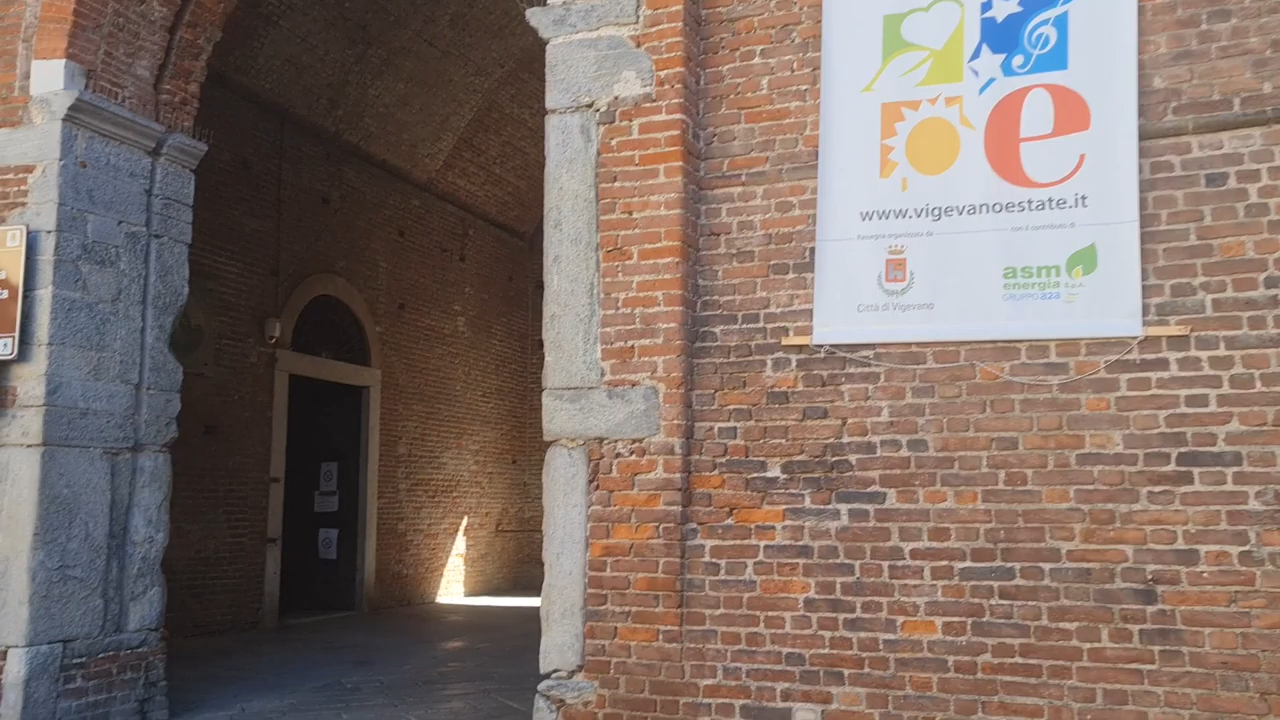 e
www.vigevanoestate.it
Rassegna organizzata da
con il contributo di
Città di Vigevano
asm
energia S.p.A.
GRUPPO a2a